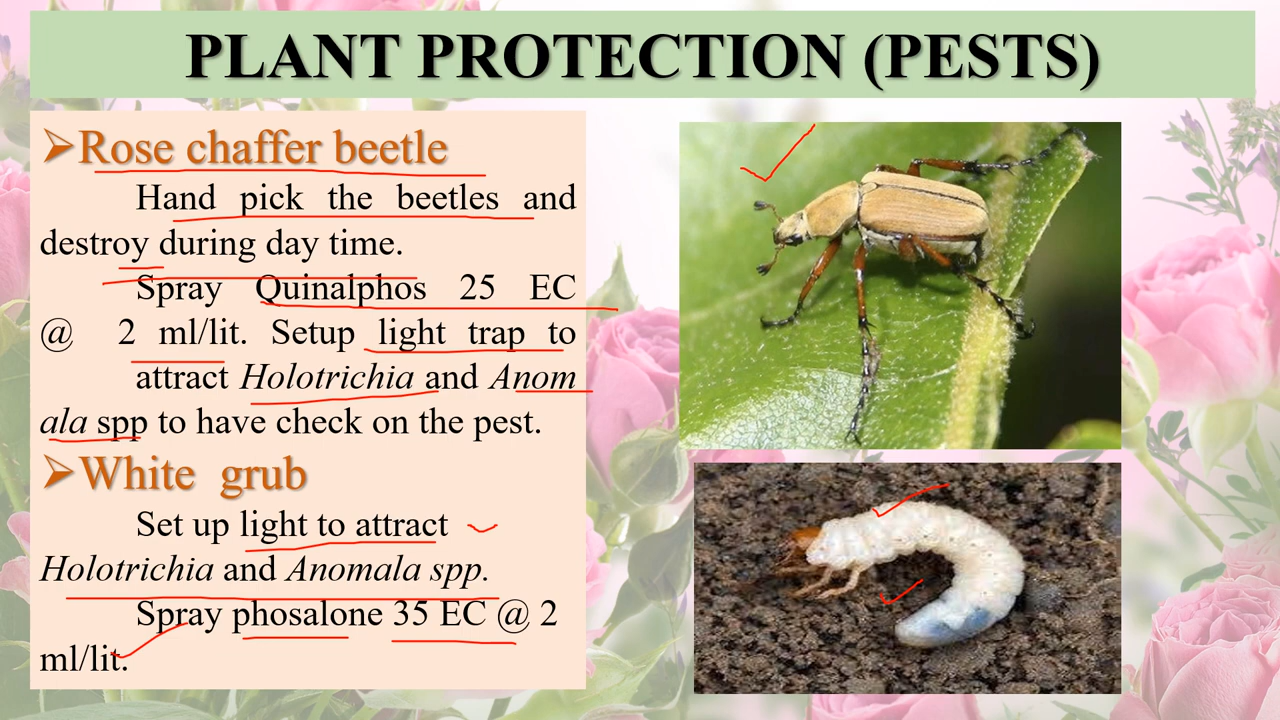 PLANT PROTECTION (PESTS)
➢Rose chaffer beetle
Hand pick the beetles and
destroy during day time.
Spray Quinalphos 25 EC
@ 2 ml/lit. Setup light trap to
attract Holotrichia and Anom
ala spp to have check on the pest.
➢White grub
Set up light to attract
Holotrichia and Anomala spp.
Spray phosalone 35 EC @ 2
ml/lit.